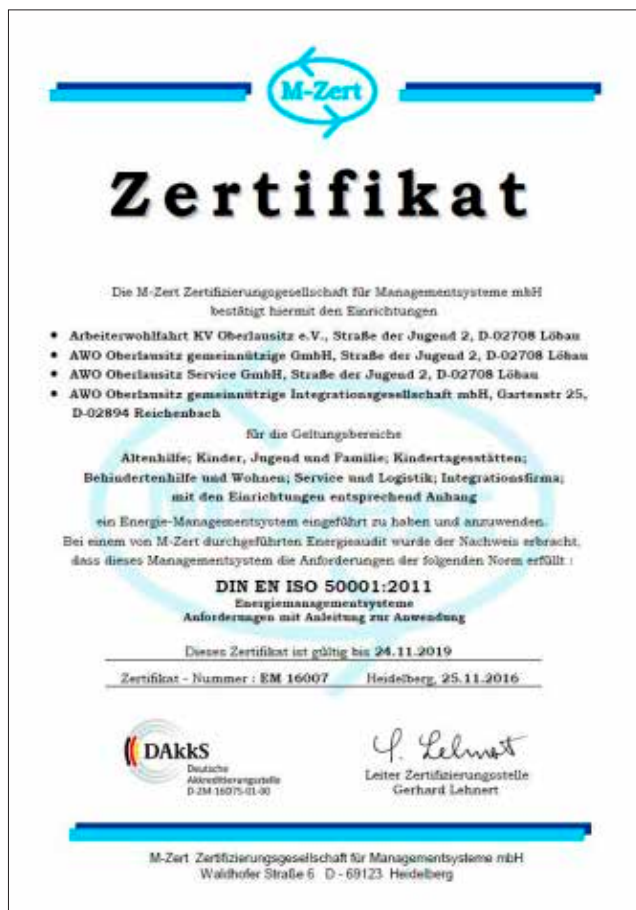 M-Zert
Zertifikat
Die M-Zert Zertifizierungsgesellschaft für Managementsysteme mbH
bestätigt hiermit den Einrichtungen
• Arbeiterwohlfahrt KV Oberlausitz e.V., Straße der Jugend 2, D-02708 Löbau
• AWO Oberlausitz gemeinnützige GmbH, Straße der Jugend 2, D-02708 Löbau
• AWO Oberlausitz Service GmbH, Straße der Jugend 2, D-02708 Löbau
• AWO Oberlausitz gemeinnützige Integrationsgesellschaft mbH, Gartenstr 25,
D-02894 Reichenbach
für die Geltungsbereiche
Altenhilfe; Kinder, Jugend und Familie; Kindertagesstätten;
Behindertenhilfe und Wohnen; Service und Logistik; Integrationsfirma;
mit den Einrichtungen entsprechend Anhang
ein Energie-Managementsystem eingeführt zu haben und anzuwenden.
Bei einem von M-Zert durchgeführten Energieaudit wurde der Nachweis erbracht,
dass dieses Managementsystem die Anforderungen der folgenden Norm erfüllt :
DIN EN ISO 50001:2011
Energiemanagementsysteme
Anforderungen mit Anleitung zur Anwendung
Dieses Zertifikat ist gültig bis 24.11.2019
Zertifikat - Nummer : EM 16007 Heidelberg, 25.11.2016
DAkkS
Deutsche
Akkreditierungsstelle
D-ZM-16075-01-00
G. Lehnert
Leiter Zertifizierungsstelle
Gerhard Lehnert
M-Zert Zertifizierungsgesellschaft für Managementsysteme mbH
Waldhofer Straße 6 D - 69123 Heidelberg